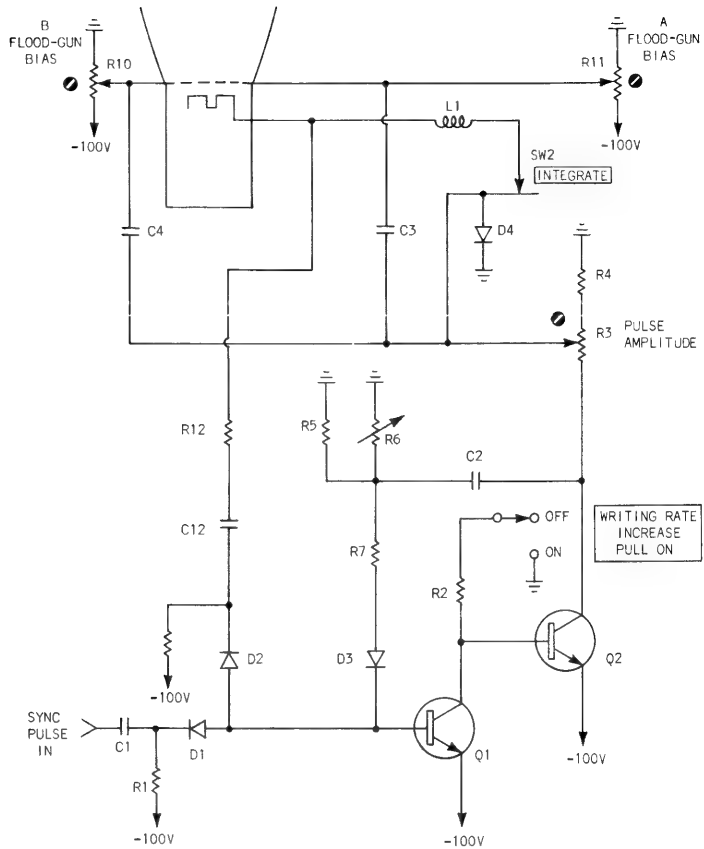 B
FLOOD-GUN
BIAS
R10
-100V
A
FLOOD-GUN
BIAS
R11
-100V
L1
SW2
INTEGRATE
C4
C3
D4
R4
R3
PULSE
AMPLITUDE
R5
R6
R12
C2
C12
OFF
ON
WRITING RATE
INCREASE
PULL ON
R7
R2
D2
D3
Q2
-100V
SYNC
PULSE
IN
C1
D1
R1
Q1
-100V
-100V
-100V